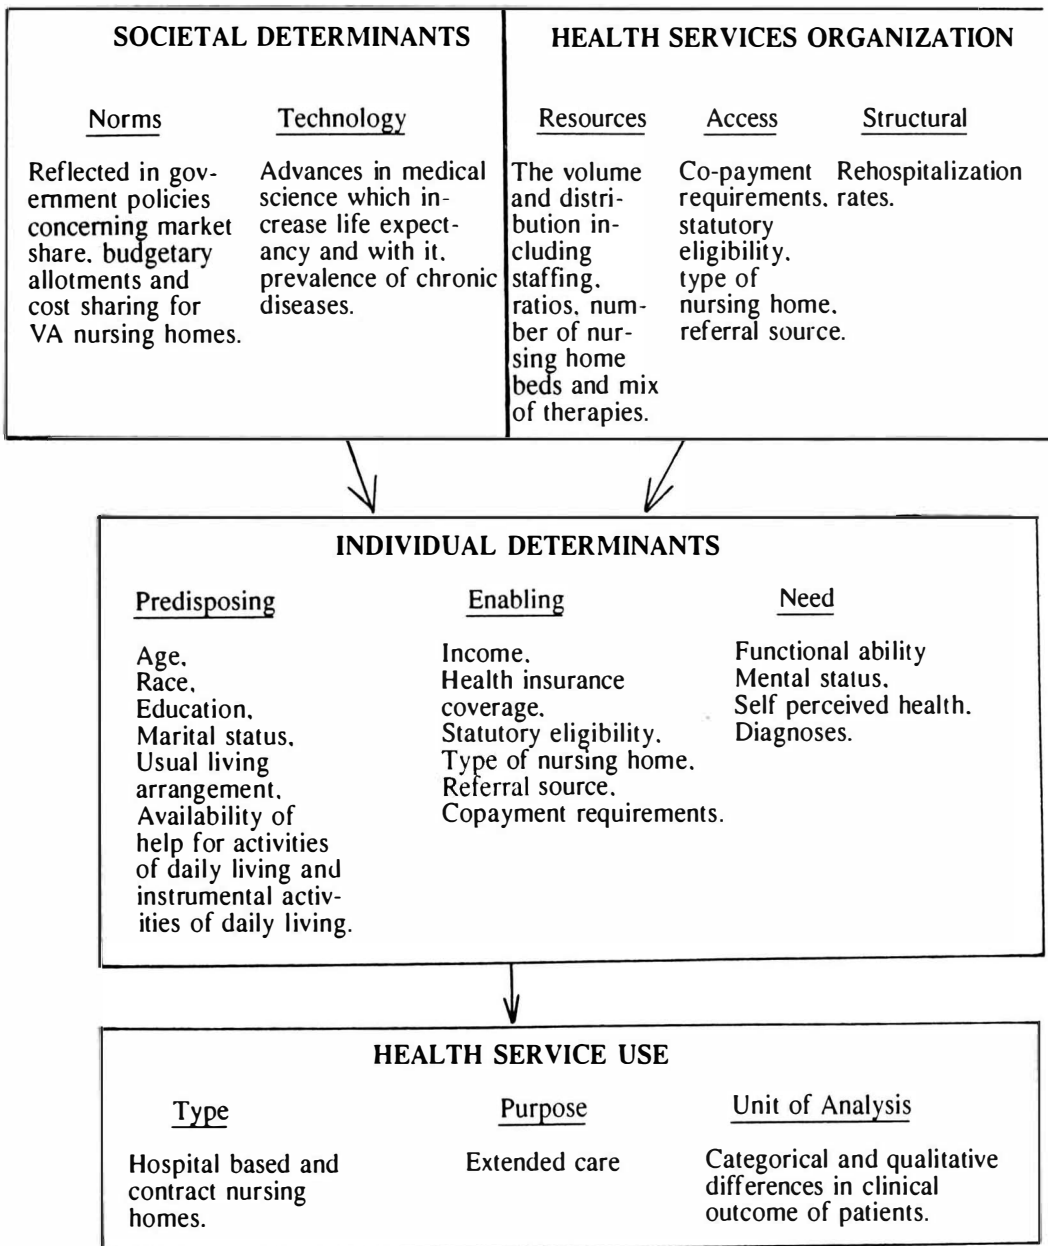 SOCIETAL DETERMINANTS
Norms
Reflected in gov-
ernment policies
concerning market
share, budgetary
allotments and
cost sharing for
VA nursing homes.
Technology
Advances in medical
science which in-
crease life expect-
ancy and with it,
prevalence of chronic
diseases.
HEALTH SERVICES ORGANIZATION
Resources
The volume
and distri-
bution in-
cluding
staffing,
ratios, num-
ber of nur-
sing home
beds and mix
of therapies.
Access
Co-payment
requirements,
statutory
eligibility,
type of
nursing home,
referral source.
Structural
Rehospitalization
rates.
INDIVIDUAL DETERMINANTS
Predisposing
Age,
Race,
Education,
Marital status,
Usual living
arrangement,
Availability of
help for activities
of daily living and
instrumental activ-
ities of daily living.
Enabling
Income,
Health insurance
coverage,
Statutory eligibility,
Type of nursing home,
Referral source,
Copayment requirements.
Need
Functional ability
Mental status,
Self perceived health.
Diagnoses.
HEALTH SERVICE USE
Type
Hospital based and
contract nursing
homes.
Purpose
Extended care
Unit of Analysis
Categorical and qualitative
differences in clinical
outcome of patients.